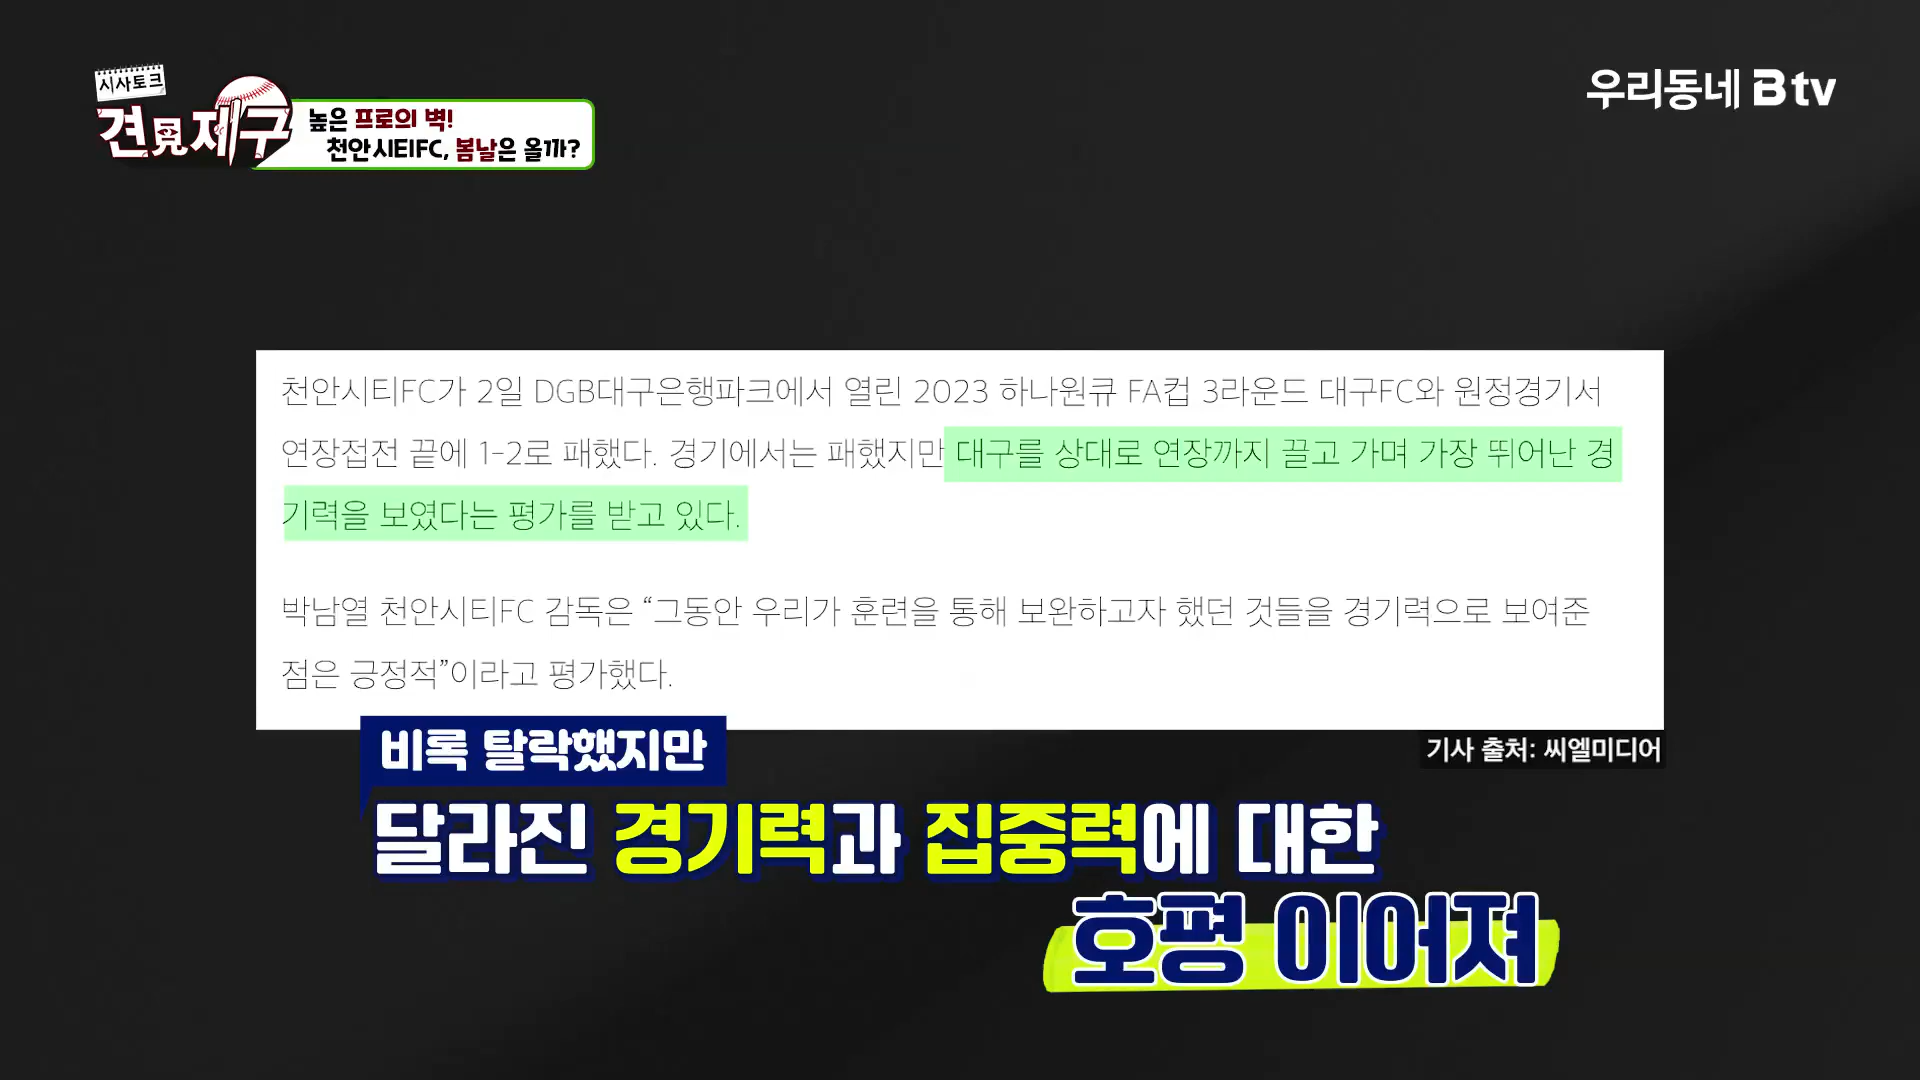 시사토크
견見제구
높은 프로의 벽!
천안시티FC, 봄날은 올까?
우리동네 B tv
천안시티FC가 2일 DGB대구은행파크에서 열린 2023 하나원큐 FA컵 3라운드 대구FC와 원정경기서
연장접전 끝에 1-2로 패했다. 경기에서는 패했지만 대구를 상대로 연장까지 끌고 가며 가장 뛰어난 경
기력을 보였다는 평가를 받고 있다.
박남열 천안시티FC 감독은 “그동안 우리가 훈련을 통해 보완하고자 했던 것들을 경기력으로 보여준
점은 긍정적”이라고 평가했다.
비록 탈락했지만
기사 출처: 씨엘미디어
달라진 경기력과 집중력에 대한
호평 이어져